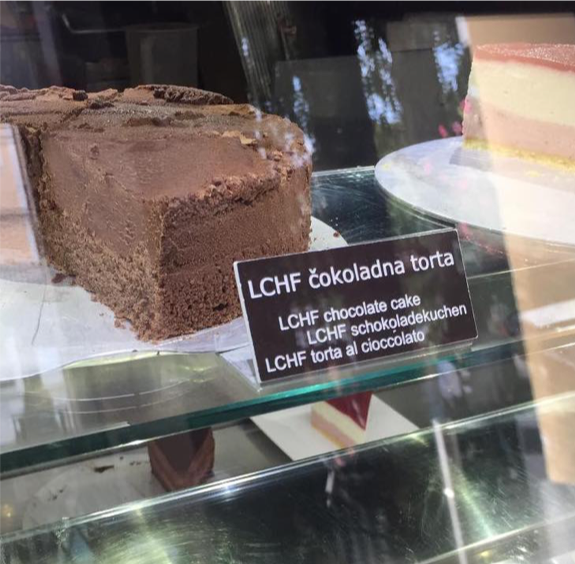 LCHF čokoladna torta
LCHF chocolate cake
LCHF schokoladekuchen
LCHF torta al cioccolato